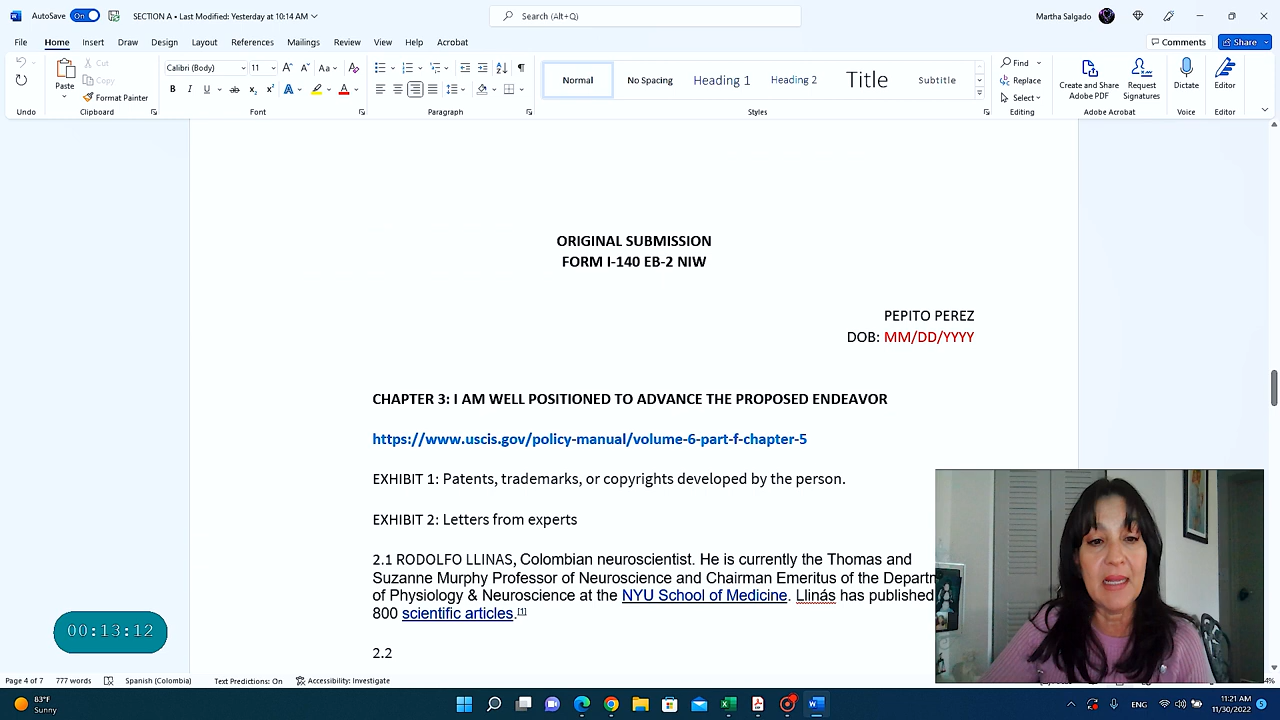 AutoSave On SECTION A • Last Modified: Yesterday at 10:14 AM Search (Alt+Q) Martha Salgado
File Home Insert Draw Design Layout References Mailings Review View Help Acrobat Comments Share
Paste Cut Copy Format Painter
Calibri (Body) 11
Normal No Spacing Heading 1 Heading 2 Title Subtitle
Find Replace Select
Create and Share Adobe PDF Request Signatures Dictate Editor
Undo Clipboard Font Paragraph Styles Editing Adobe Acrobat Voice Editor
ORIGINAL SUBMISSION
FORM I-140 EB-2 NIW
PEPITO PEREZ
DOB: MM/DD/YYYY
CHAPTER 3: I AM WELL POSITIONED TO ADVANCE THE PROPOSED ENDEAVOR
https://www.uscis.gov/policy-manual/volume-6-part-f-chapter-5
EXHIBIT 1: Patents, trademarks, or copyrights developed by the person.
EXHIBIT 2: Letters from experts
2.1 RODOLFO LLINAS, Colombian neuroscientist. He is currently the Thomas and
Suzanne Murphy Professor of Neuroscience and Chairman Emeritus of the Departm
of Physiology & Neuroscience at the NYU School of Medicine. Llinás has published
800 scientific articles.[1]
2.2
00:13:12
Page 4 of 7 777 words Spanish (Colombia) Text Predictions: On Accessibility: Investigate
83°F
Sunny
ENG
11:21 AM
11/30/2022